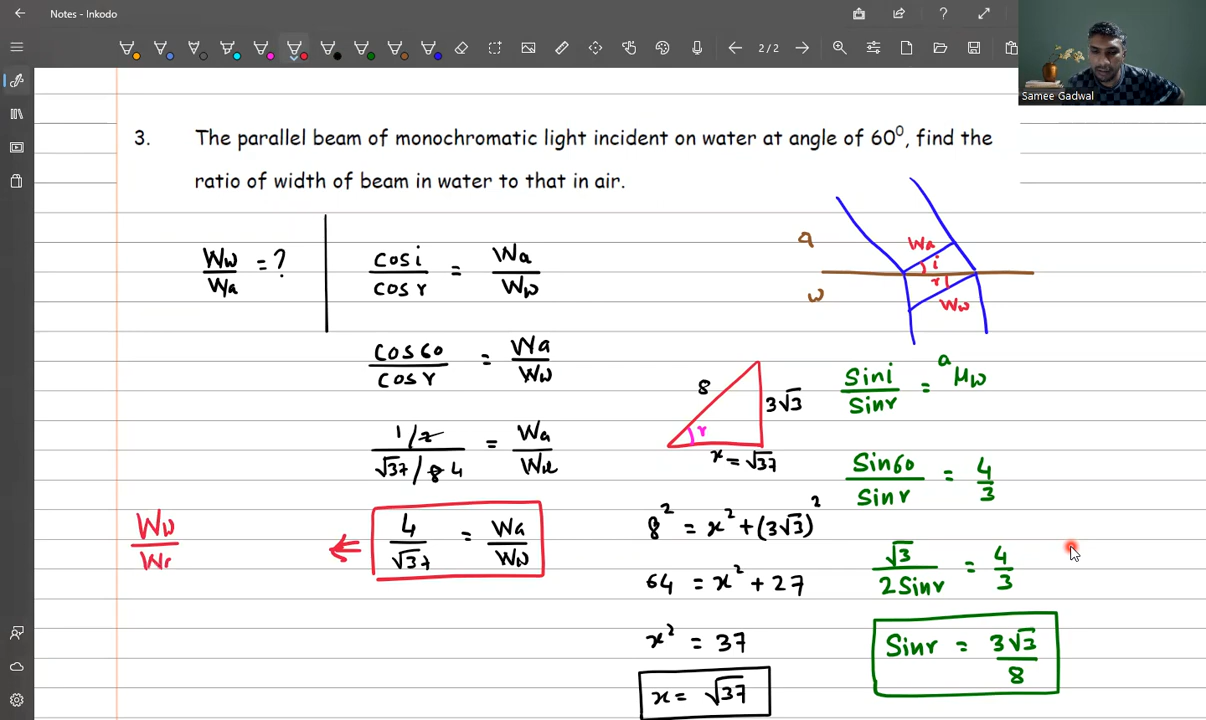 Notes - Inkodo
2/2
Samee Gadwal
3. The parallel beam of monochromatic light incident on water at angle of 60⁰, find the
ratio of width of beam in water to that in air.
Ww/Wa = ?
cos i/cos r = Wa/Ww
cos 60/cos r = Wa/Ww
1/2 / √37/8 4 = Wa/Ww
4/√37 = Wa/Ww
Ww/Wa
a
w
Wa
i
r
Ww
8
3√3
r
x = √37
8² = x² + (3√3)²
64 = x² + 27
x² = 37
x = √37
Sin i/Sin r = ᵃμw
Sin 60/Sin r = 4/3
√3/2 Sin r = 4/3
Sin r = 3√3/8